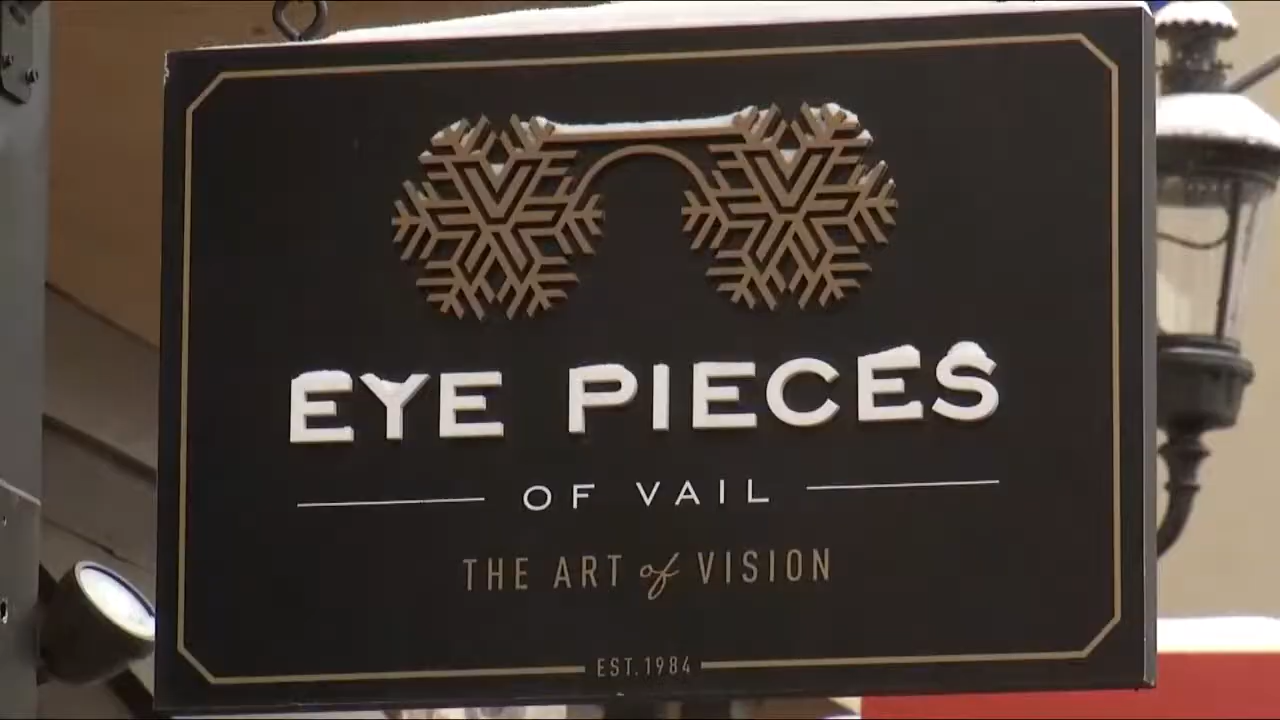 EYE PIECES
OF VAIL
THE ART of VISION
EST.1984